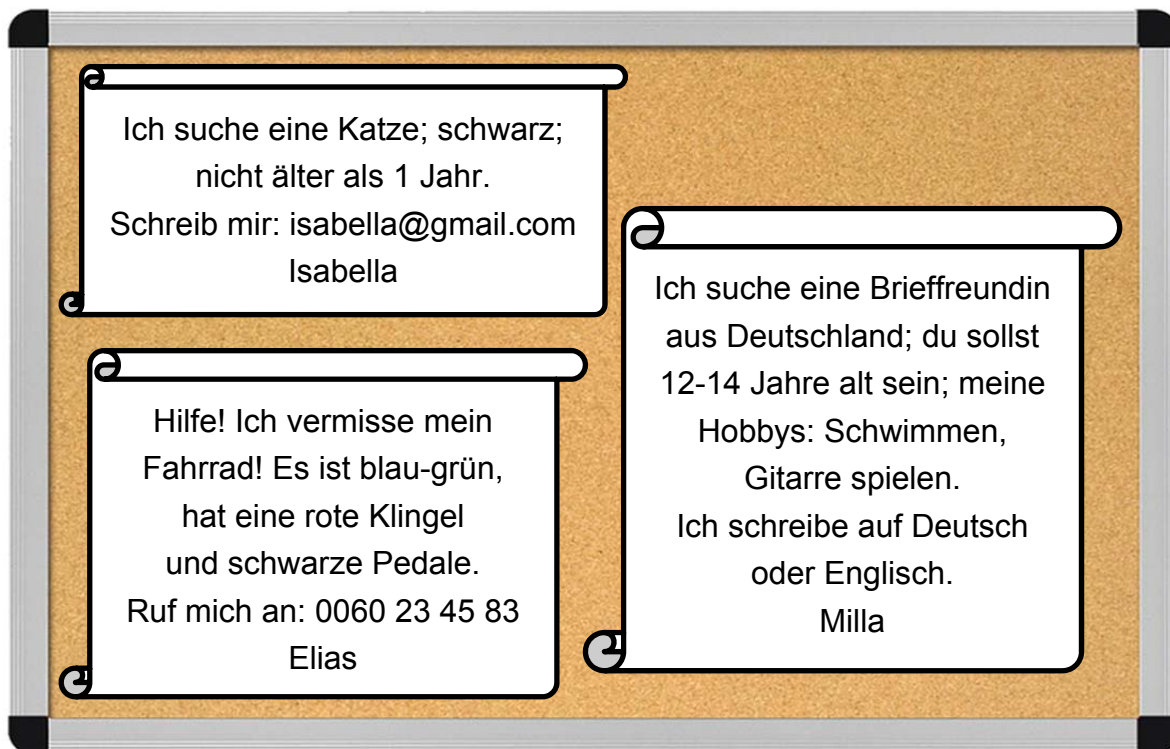 Ich suche eine Katze; schwarz;
nicht älter als 1 Jahr.
Schreib mir: isabella@gmail.com
Isabella
Hilfe! Ich vermisse mein
Fahrrad! Es ist blau-grün,
hat eine rote Klingel
und schwarze Pedale.
Ruf mich an: 0060 23 45 83
Elias
Ich suche eine Brieffreundin
aus Deutschland; du sollst
12-14 Jahre alt sein; meine
Hobbys: Schwimmen,
Gitarre spielen.
Ich schreibe auf Deutsch
oder Englisch.
Milla